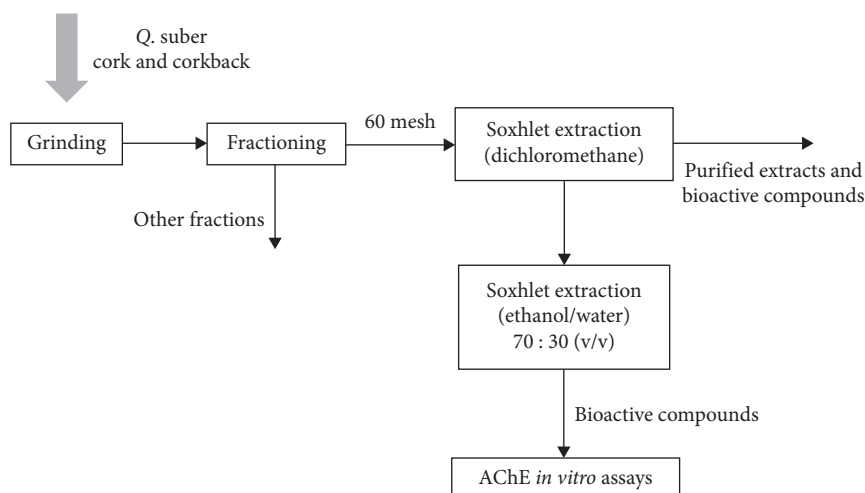 Q. suber
cork and corkback
Grinding
Fractioning
60 mesh
Soxhlet extraction
(dichloromethane)
Purified extracts and
bioactive compounds
Other fractions
Soxhlet extraction
(ethanol/water)
70 : 30 (v/v)
Bioactive compounds
AChE in vitro assays